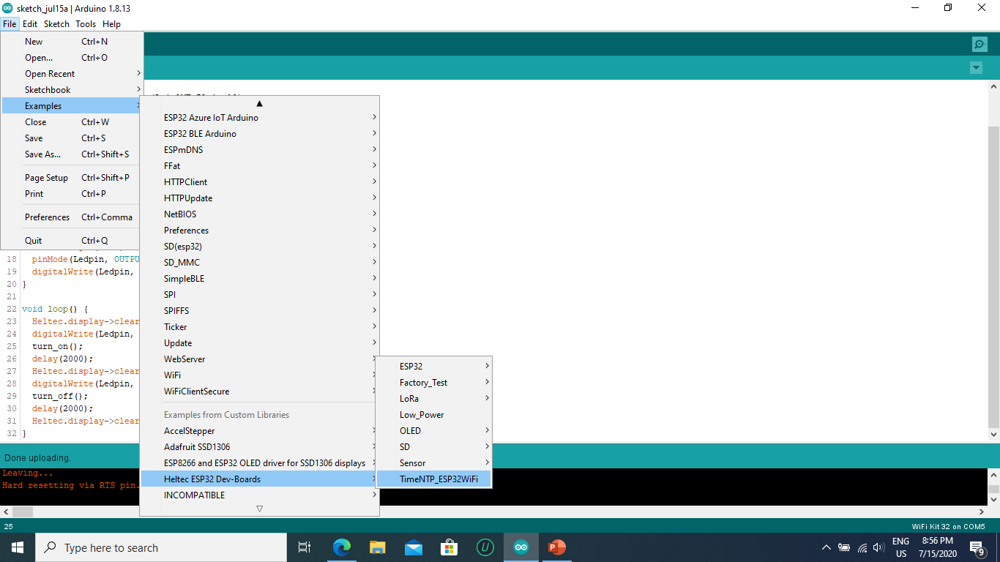 sketch_jul15a | Arduino 1.8.13
File Edit Sketch Tools Help
New Ctrl+N
Open... Ctrl+O
Open Recent
Sketchbook
Examples
Close Ctrl+W
Save Ctrl+S
Save As... Ctrl+Shift+S
Page Setup Ctrl+Shift+P
Print Ctrl+P
Preferences Ctrl+Comma
Quit Ctrl+Q
ESP32 Azure IoT Arduino
ESP32 BLE Arduino
ESPmDNS
FFat
HTTPClient
HTTPUpdate
NetBIOS
Preferences
SD(esp32)
SD_MMC
SimpleBLE
SPI
SPIFFS
Ticker
Update
WebServer
WiFi
WiFiClientSecure
Examples from Custom Libraries
AccelStepper
Adafruit SSD1306
ESP8266 and ESP32 OLED driver for SSD1306 displays
Heltec ESP32 Dev-Boards
INCOMPATIBLE
ESP32
Factory_Test
LoRa
Low_Power
OLED
SD
Sensor
TimeNTP_ESP32WiFi
18 pinMode(Ledpin, OUTPU
19 digitalWrite(Ledpin,
20 }
21
22 void loop() {
23 Heltec.display->clear
24 digitalWrite(Ledpin,
25 turn_on();
26 delay(2000);
27 Heltec.display->clear
28 digitalWrite(Ledpin,
29 turn_off();
30 delay(2000);
31 Heltec.display->clear
32 }
Done uploading.
Leaving...
Hard resetting via RTS pin.
25 WiFi Kit 32 on COM5
Type here to search
ENG 8:56 PM
US 7/15/2020
9